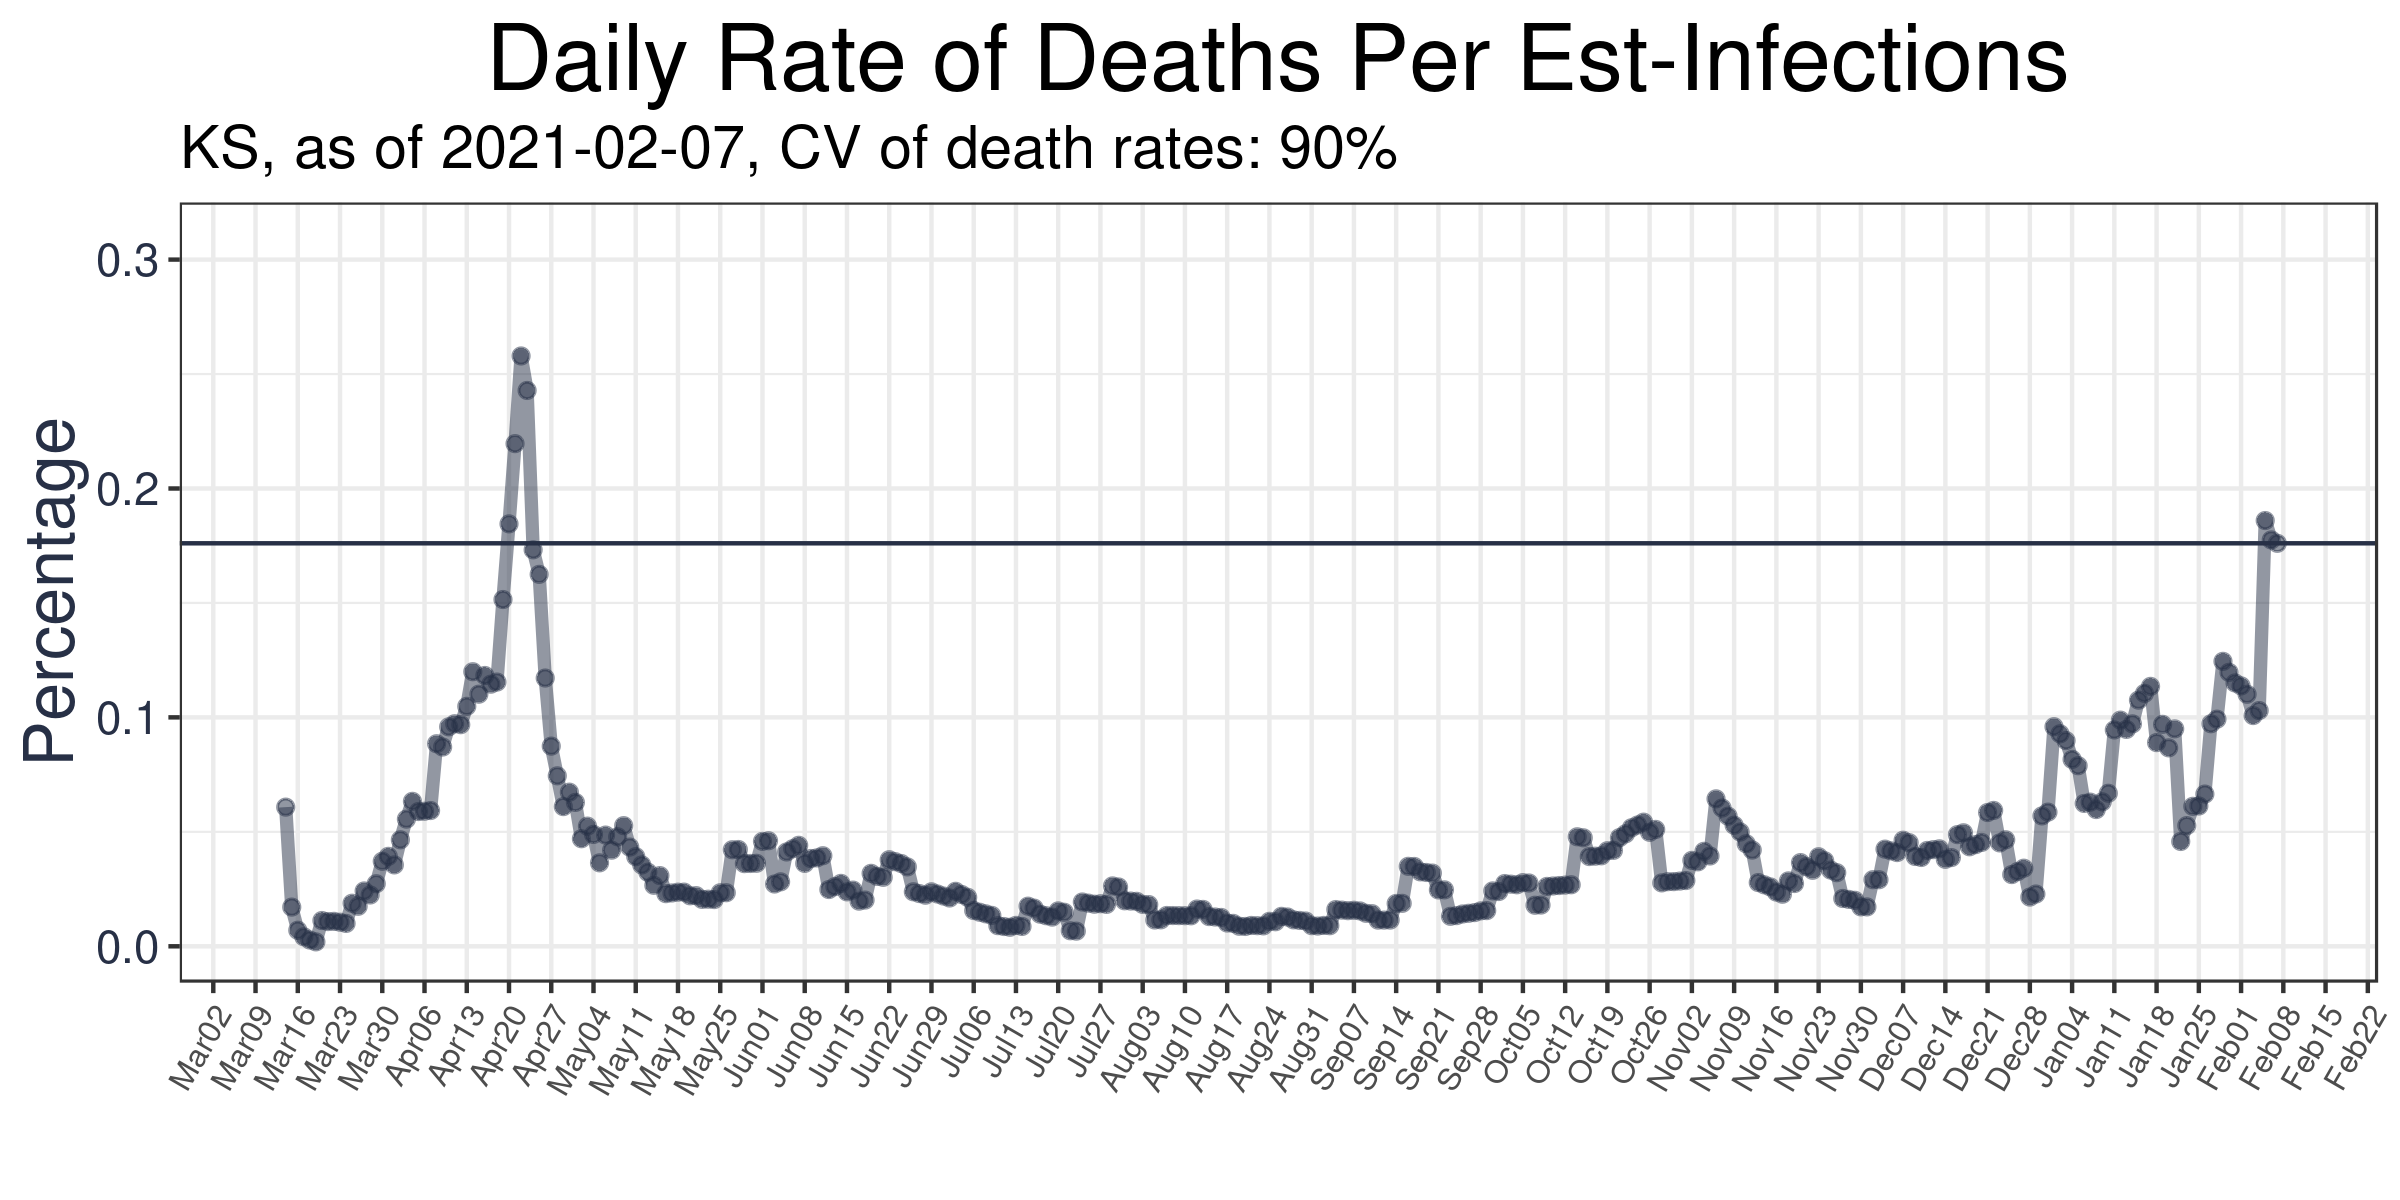 Daily Rate of Deaths Per Est-Infections
KS, as of 2021-02-07, CV of death rates: 90%
Percentage
0.3
0.2
0.1
0.0
Mar02 Mar09 Mar16 Mar23 Mar30 Apr06 Apr13 Apr20 Apr27 May04 May11 May18 May25 Jun01 Jun08 Jun15 Jun22 Jun29 Jul06 Jul13 Jul20 Jul27 Aug03 Aug10 Aug17 Aug24 Aug31 Sep07 Sep14 Sep21 Sep28 Oct05 Oct12 Oct19 Oct26 Nov02 Nov09 Nov16 Nov23 Nov30 Dec07 Dec14 Dec21 Dec28 Jan04 Jan11 Jan18 Jan25 Feb01 Feb08 Feb15 Feb22